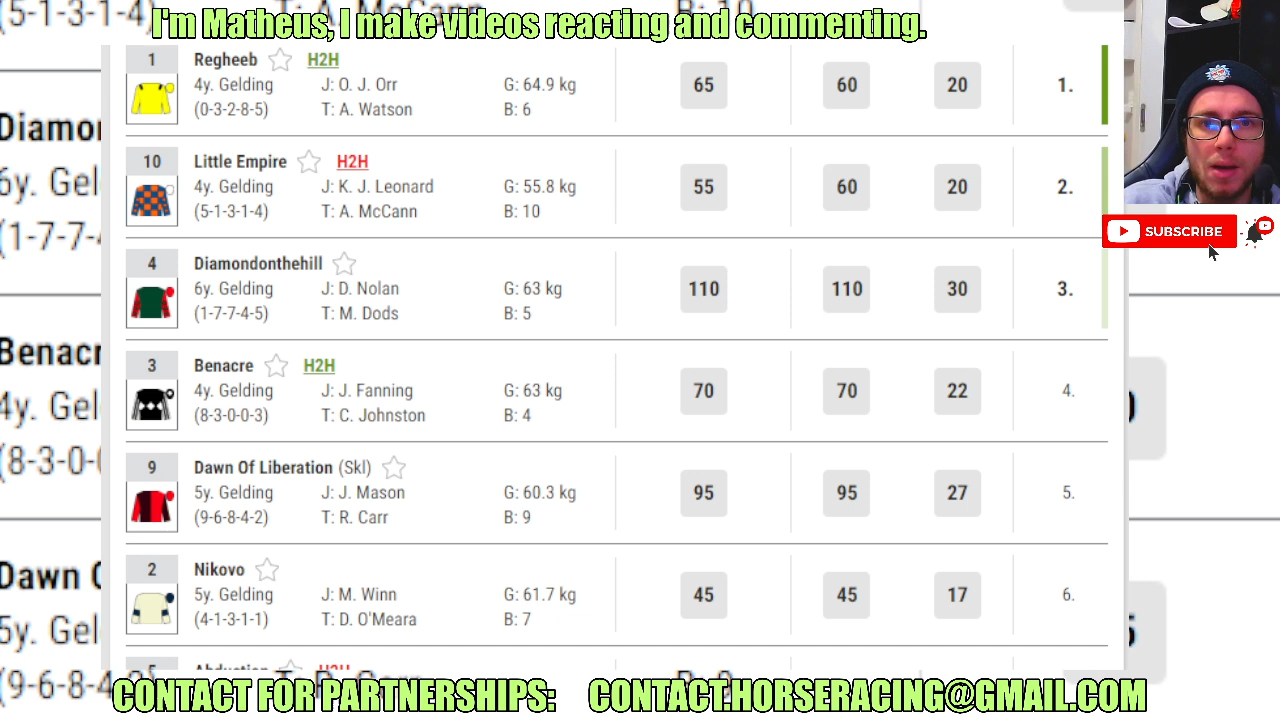 (5-1-3-1-4) T: A. McCann B: 10
I'm Matheus, I make videos reacting and commenting.
1 Regheeb H2H
4y. Gelding J: O. J. Orr G: 64.9 kg 65 60 20 1.
(0-3-2-8-5) T: A. Watson B: 6
10 Little Empire H2H
4y. Gelding J: K. J. Leonard G: 55.8 kg 55 60 20 2.
(5-1-3-1-4) T: A. McCann B: 10
SUBSCRIBE
4 Diamondonthehill
6y. Gelding J: D. Nolan G: 63 kg 110 110 30 3.
(1-7-7-4-5) T: M. Dods B: 5
3 Benacre H2H
4y. Gelding J: J. Fanning G: 63 kg 70 70 22 4.
(8-3-0-0-3) T: C. Johnston B: 4
9 Dawn Of Liberation (Skl)
5y. Gelding J: J. Mason G: 60.3 kg 95 95 27 5.
(9-6-8-4-2) T: R. Carr B: 9
2 Nikovo
5y. Gelding J: M. Winn G: 61.7 kg 45 45 17 6.
(4-1-3-1-1) T: D. O'Meara B: 7
CONTACT FOR PARTNERSHIPS: CONTACT.HORSERACING@GMAIL.COM